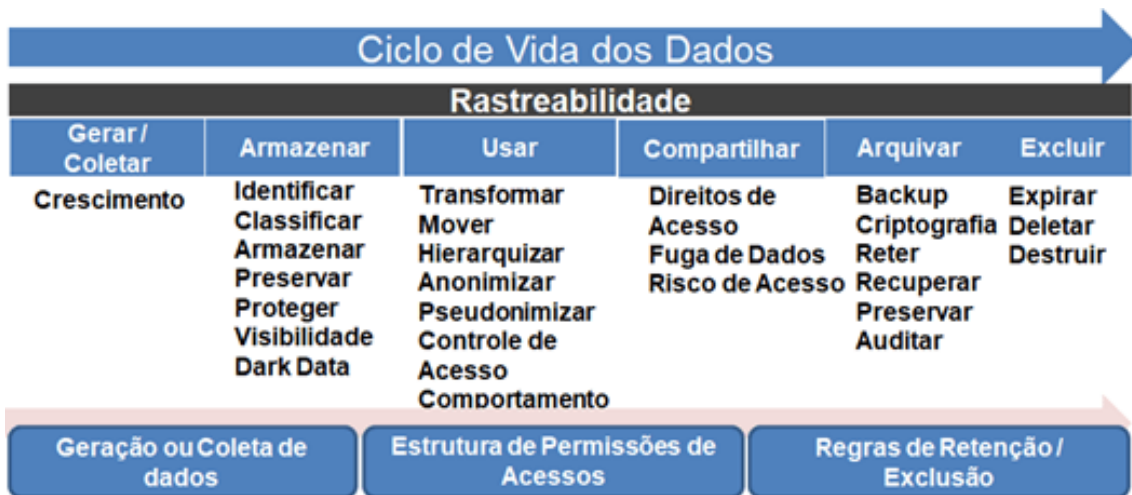 Ciclo de Vida dos Dados
Rastreabilidade
Gerar /
Coletar
Armazenar
Usar
Compartilhar
Arquivar
Excluir
Crescimento
Identificar
Classificar
Armazenar
Preservar
Proteger
Visibilidade
Dark Data
Transformar
Mover
Hierarquizar
Anonimizar
Pseudonimizar
Controle de
Acesso
Comportamento
Direitos de
Acesso
Fuga de Dados
Risco de Acesso
Backup
Criptografia
Reter
Recuperar
Preservar
Auditar
Expirar
Deletar
Destruir
Geração ou Coleta de
dados
Estrutura de Permissões de
Acessos
Regras de Retenção /
Exclusão